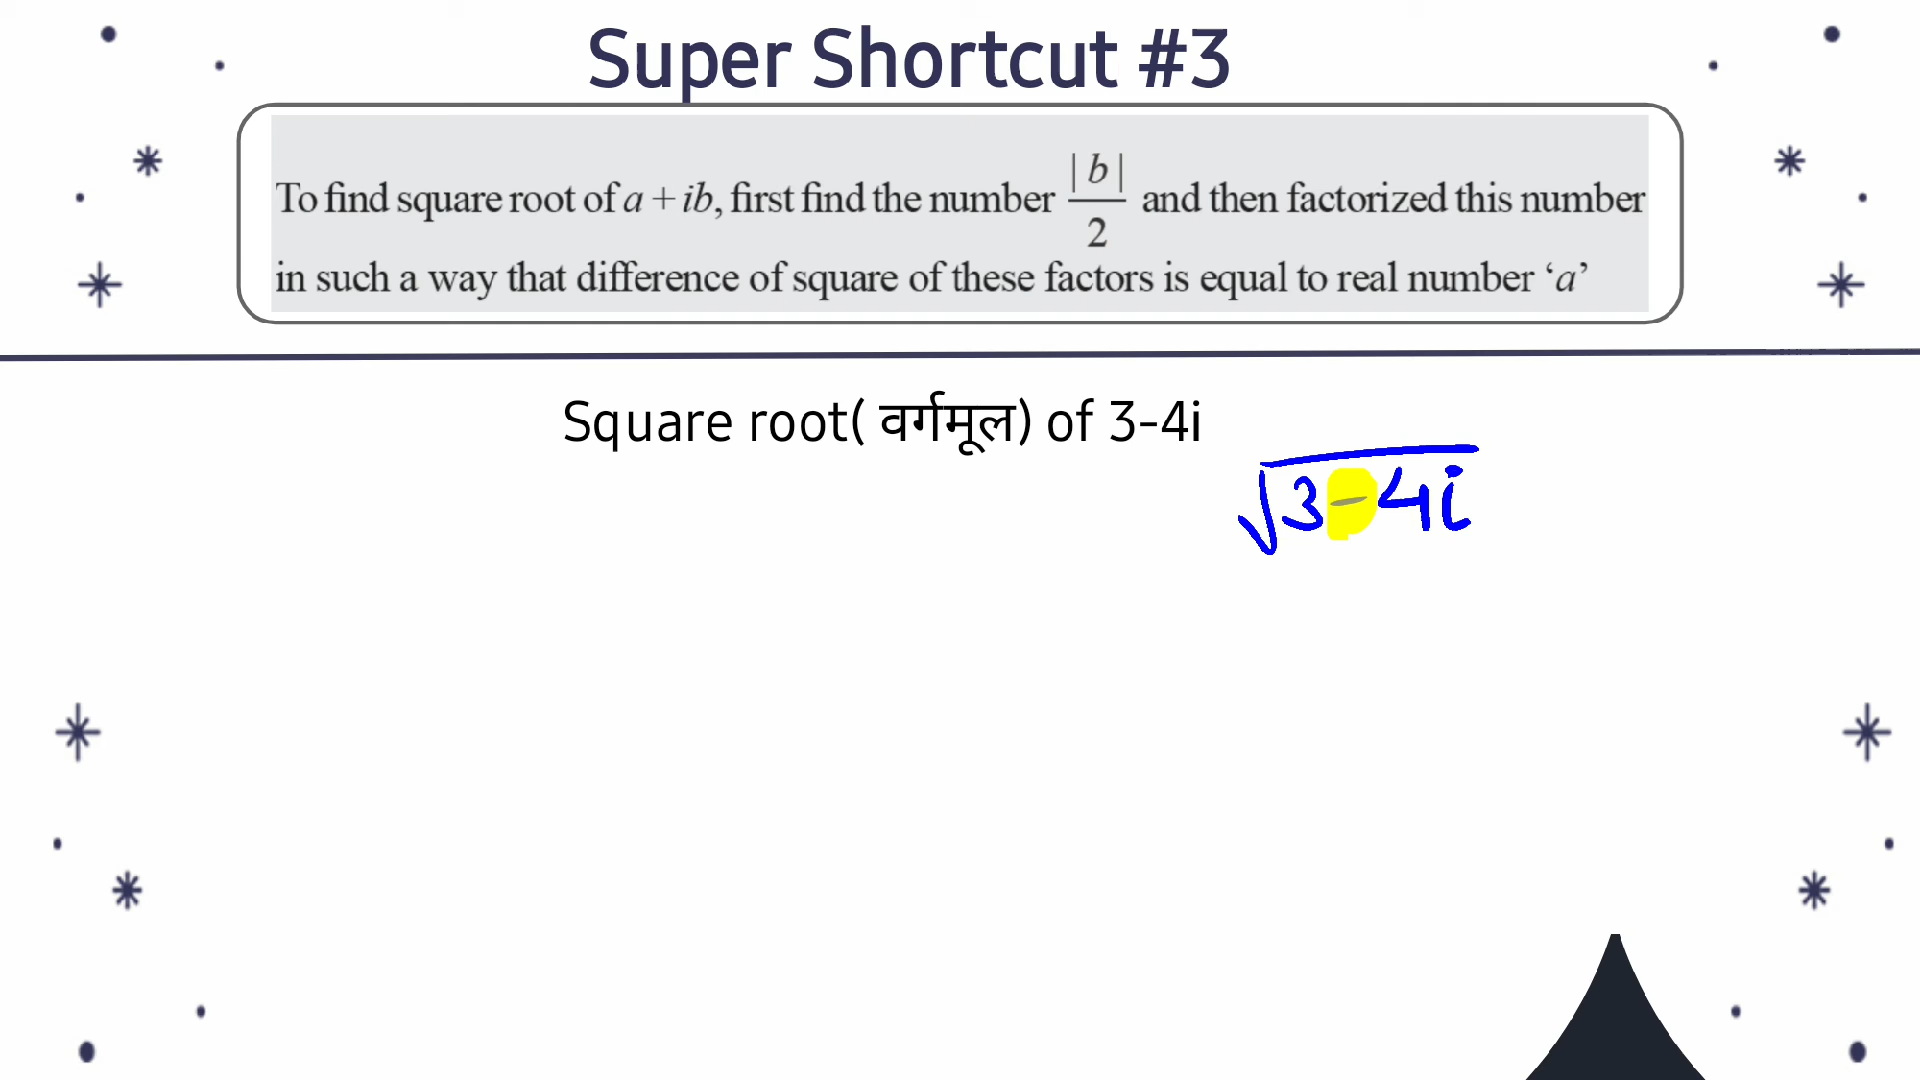 Super Shortcut #3
To find square root of a + ib, first find the number |b|/2 and then factorized this number
in such a way that difference of square of these factors is equal to real number ‘a’
Square root( वर्गमूल) of 3-4i
√3-4i